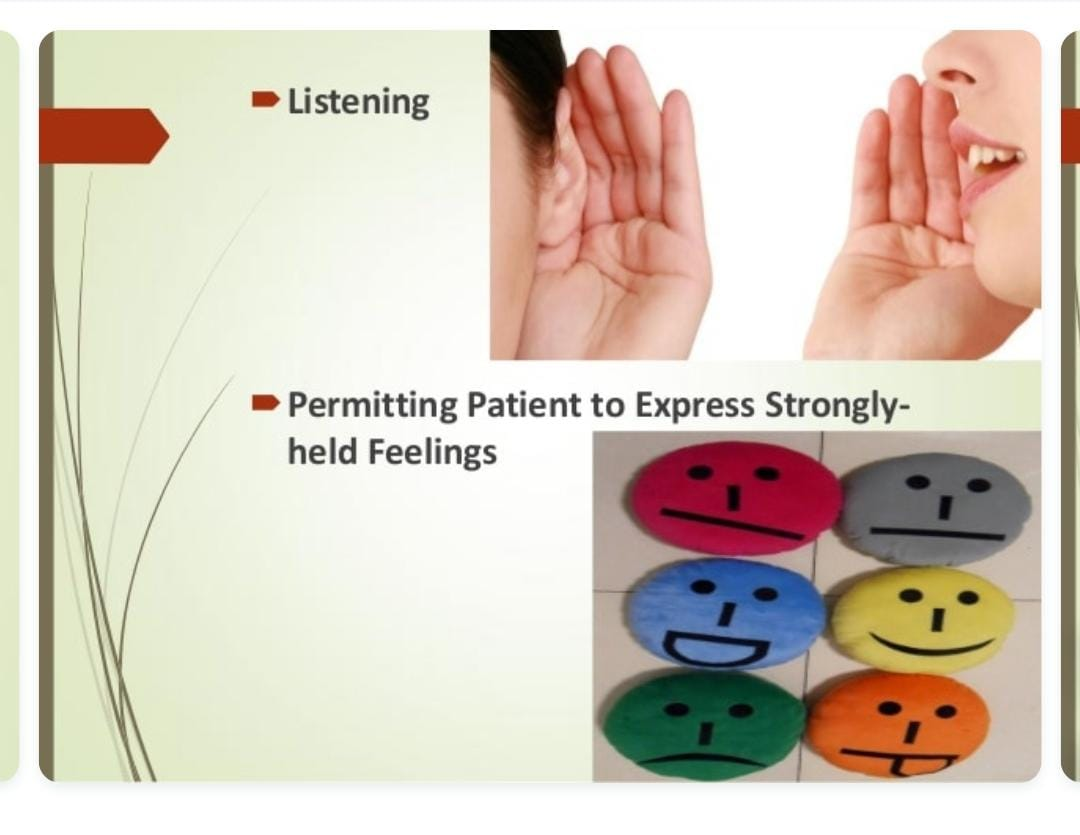 Listening
Permitting Patient to Express Strongly-
held Feelings